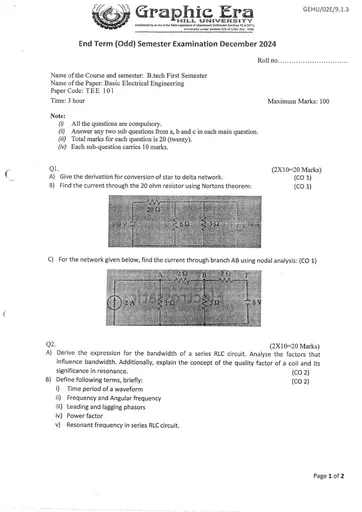 GEHU/02E/9.1.3
Graphic Era
HILL UNIVERSITY
End Term (Odd) Semester Examination December 2024
Roll no..............................
Name of the Course and semester: B.tech First Semester
Name of the Paper: Basic Electrical Engineering
Paper Code: TEE 101
Time: 3 hour Maximum Marks: 100
Note:
(i) All the questions are compulsory.
(ii) Answer any two sub questions from a, b and c in each main question.
(iii) Total marks for each question is 20 (twenty).
(iv) Each sub-question carries 10 marks.
Q1. (2X10=20 Marks)
A) Give the derivation for conversion of star to delta network. (CO 1)
B) Find the current through the 20 ohm resistor using Nortons theorem: (CO 1)
20 Ω
5 Ω
C) For the network given below, find the current through branch AB using nodal analysis: (CO 1)
A
B
2 A
Q2. (2X10=20 Marks)
A) Derive the expression for the bandwidth of a series RLC circuit. Analyze the factors that
influence bandwidth. Additionally, explain the concept of the quality factor of a coil and its
significance in resonance. (CO 2)
B) Define following terms, briefly: (CO 2)
i) Time period of a waveform
ii) Frequency and Angular frequency
iii) Leading and lagging phasors
iv) Power factor
v) Resonant frequency in series RLC circuit.
Page 1 of 2